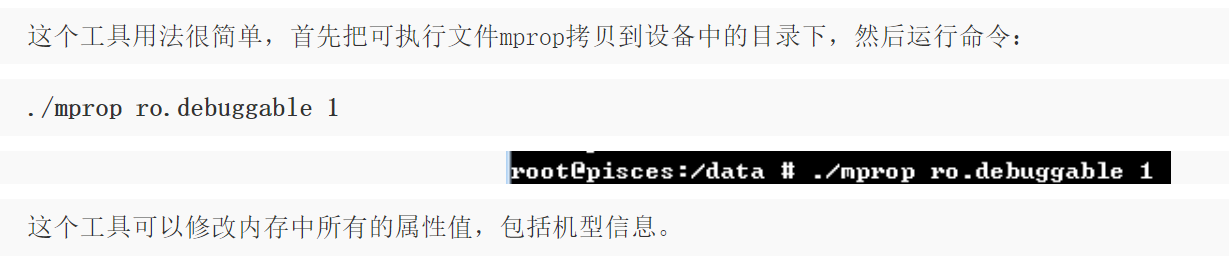 这个工具用法很简单，首先把可执行文件mprop拷贝到设备中的目录下，然后运行命令：
./mprop ro.debuggable 1
root@pisces:/data # ./mprop ro.debuggable 1
这个工具可以修改内存中所有的属性值，包括机型信息。